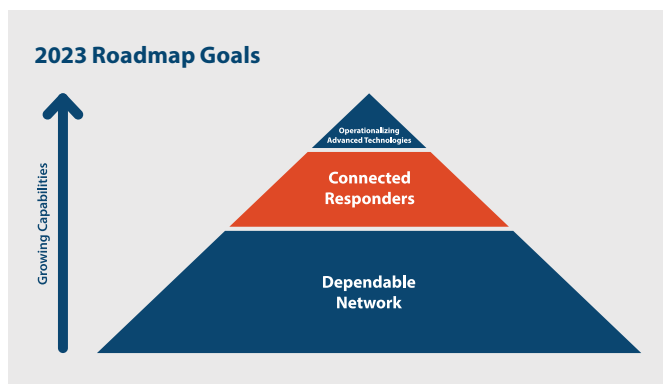 2023 Roadmap Goals
Growing Capabilities
Operationalizing
Advanced Technologies
Connected
Responders
Dependable
Network